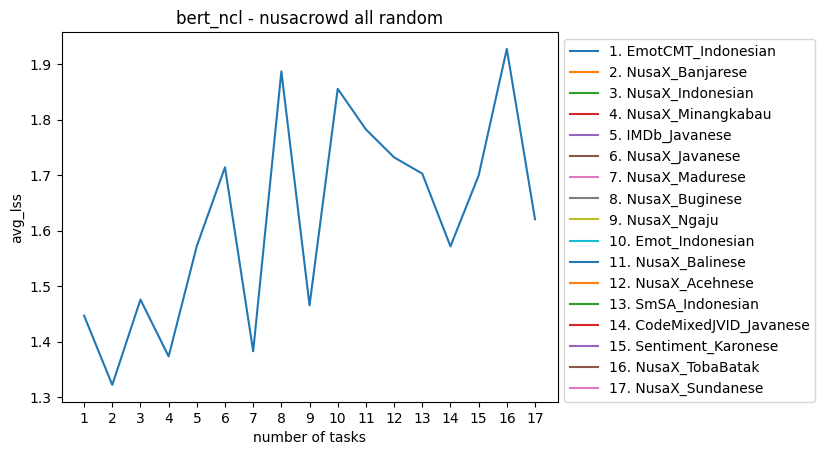 bert_ncl - nusacrowd all random
avg_lss
1.9
1.8
1.7
1.6
1.5
1.4
1.3
1 2 3 4 5 6 7 8 9 10 11 12 13 14 15 16 17
number of tasks
1. EmotCMT_Indonesian
2. NusaX_Banjarese
3. NusaX_Indonesian
4. NusaX_Minangkabau
5. IMDb_Javanese
6. NusaX_Javanese
7. NusaX_Madurese
8. NusaX_Buginese
9. NusaX_Ngaju
10. Emot_Indonesian
11. NusaX_Balinese
12. NusaX_Acehnese
13. SmSA_Indonesian
14. CodeMixedJVID_Javanese
15. Sentiment_Karonese
16. NusaX_TobaBatak
17. NusaX_Sundanese